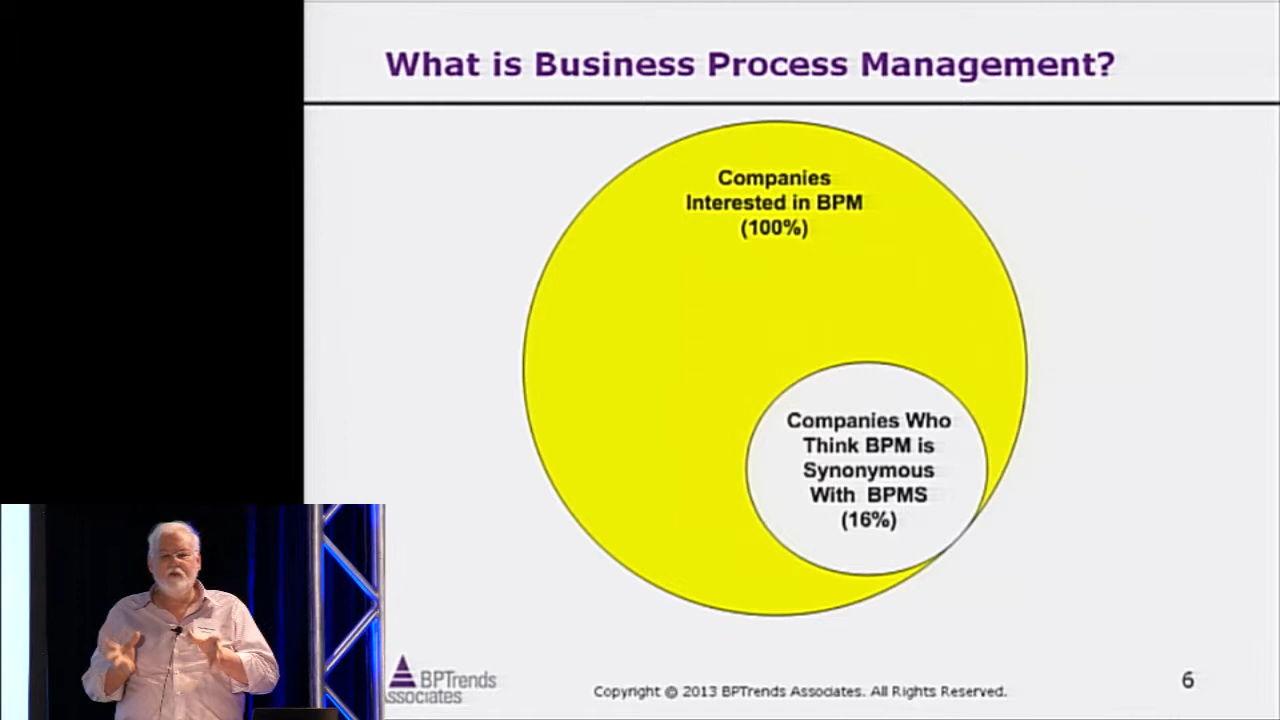 What is Business Process Management?
Companies
Interested in BPM
(100%)
Companies Who
Think BPM is
Synonymous
With BPMS
(16%)
BPTrends
Associates
Copyright © 2013 BPTrends Associates. All Rights Reserved.
6